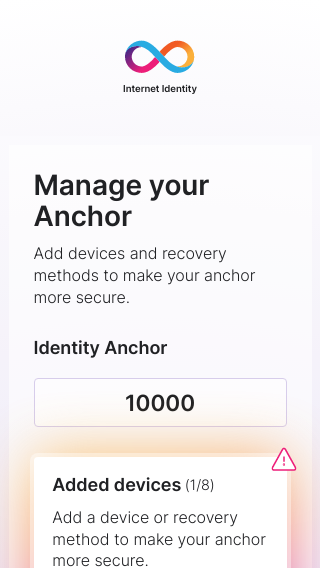 Internet Identity
Manage your
Anchor
Add devices and recovery
methods to make your anchor
more secure.
Identity Anchor
10000
Added devices (1/8)
Add a device or recovery
method to make your anchor
more secure.